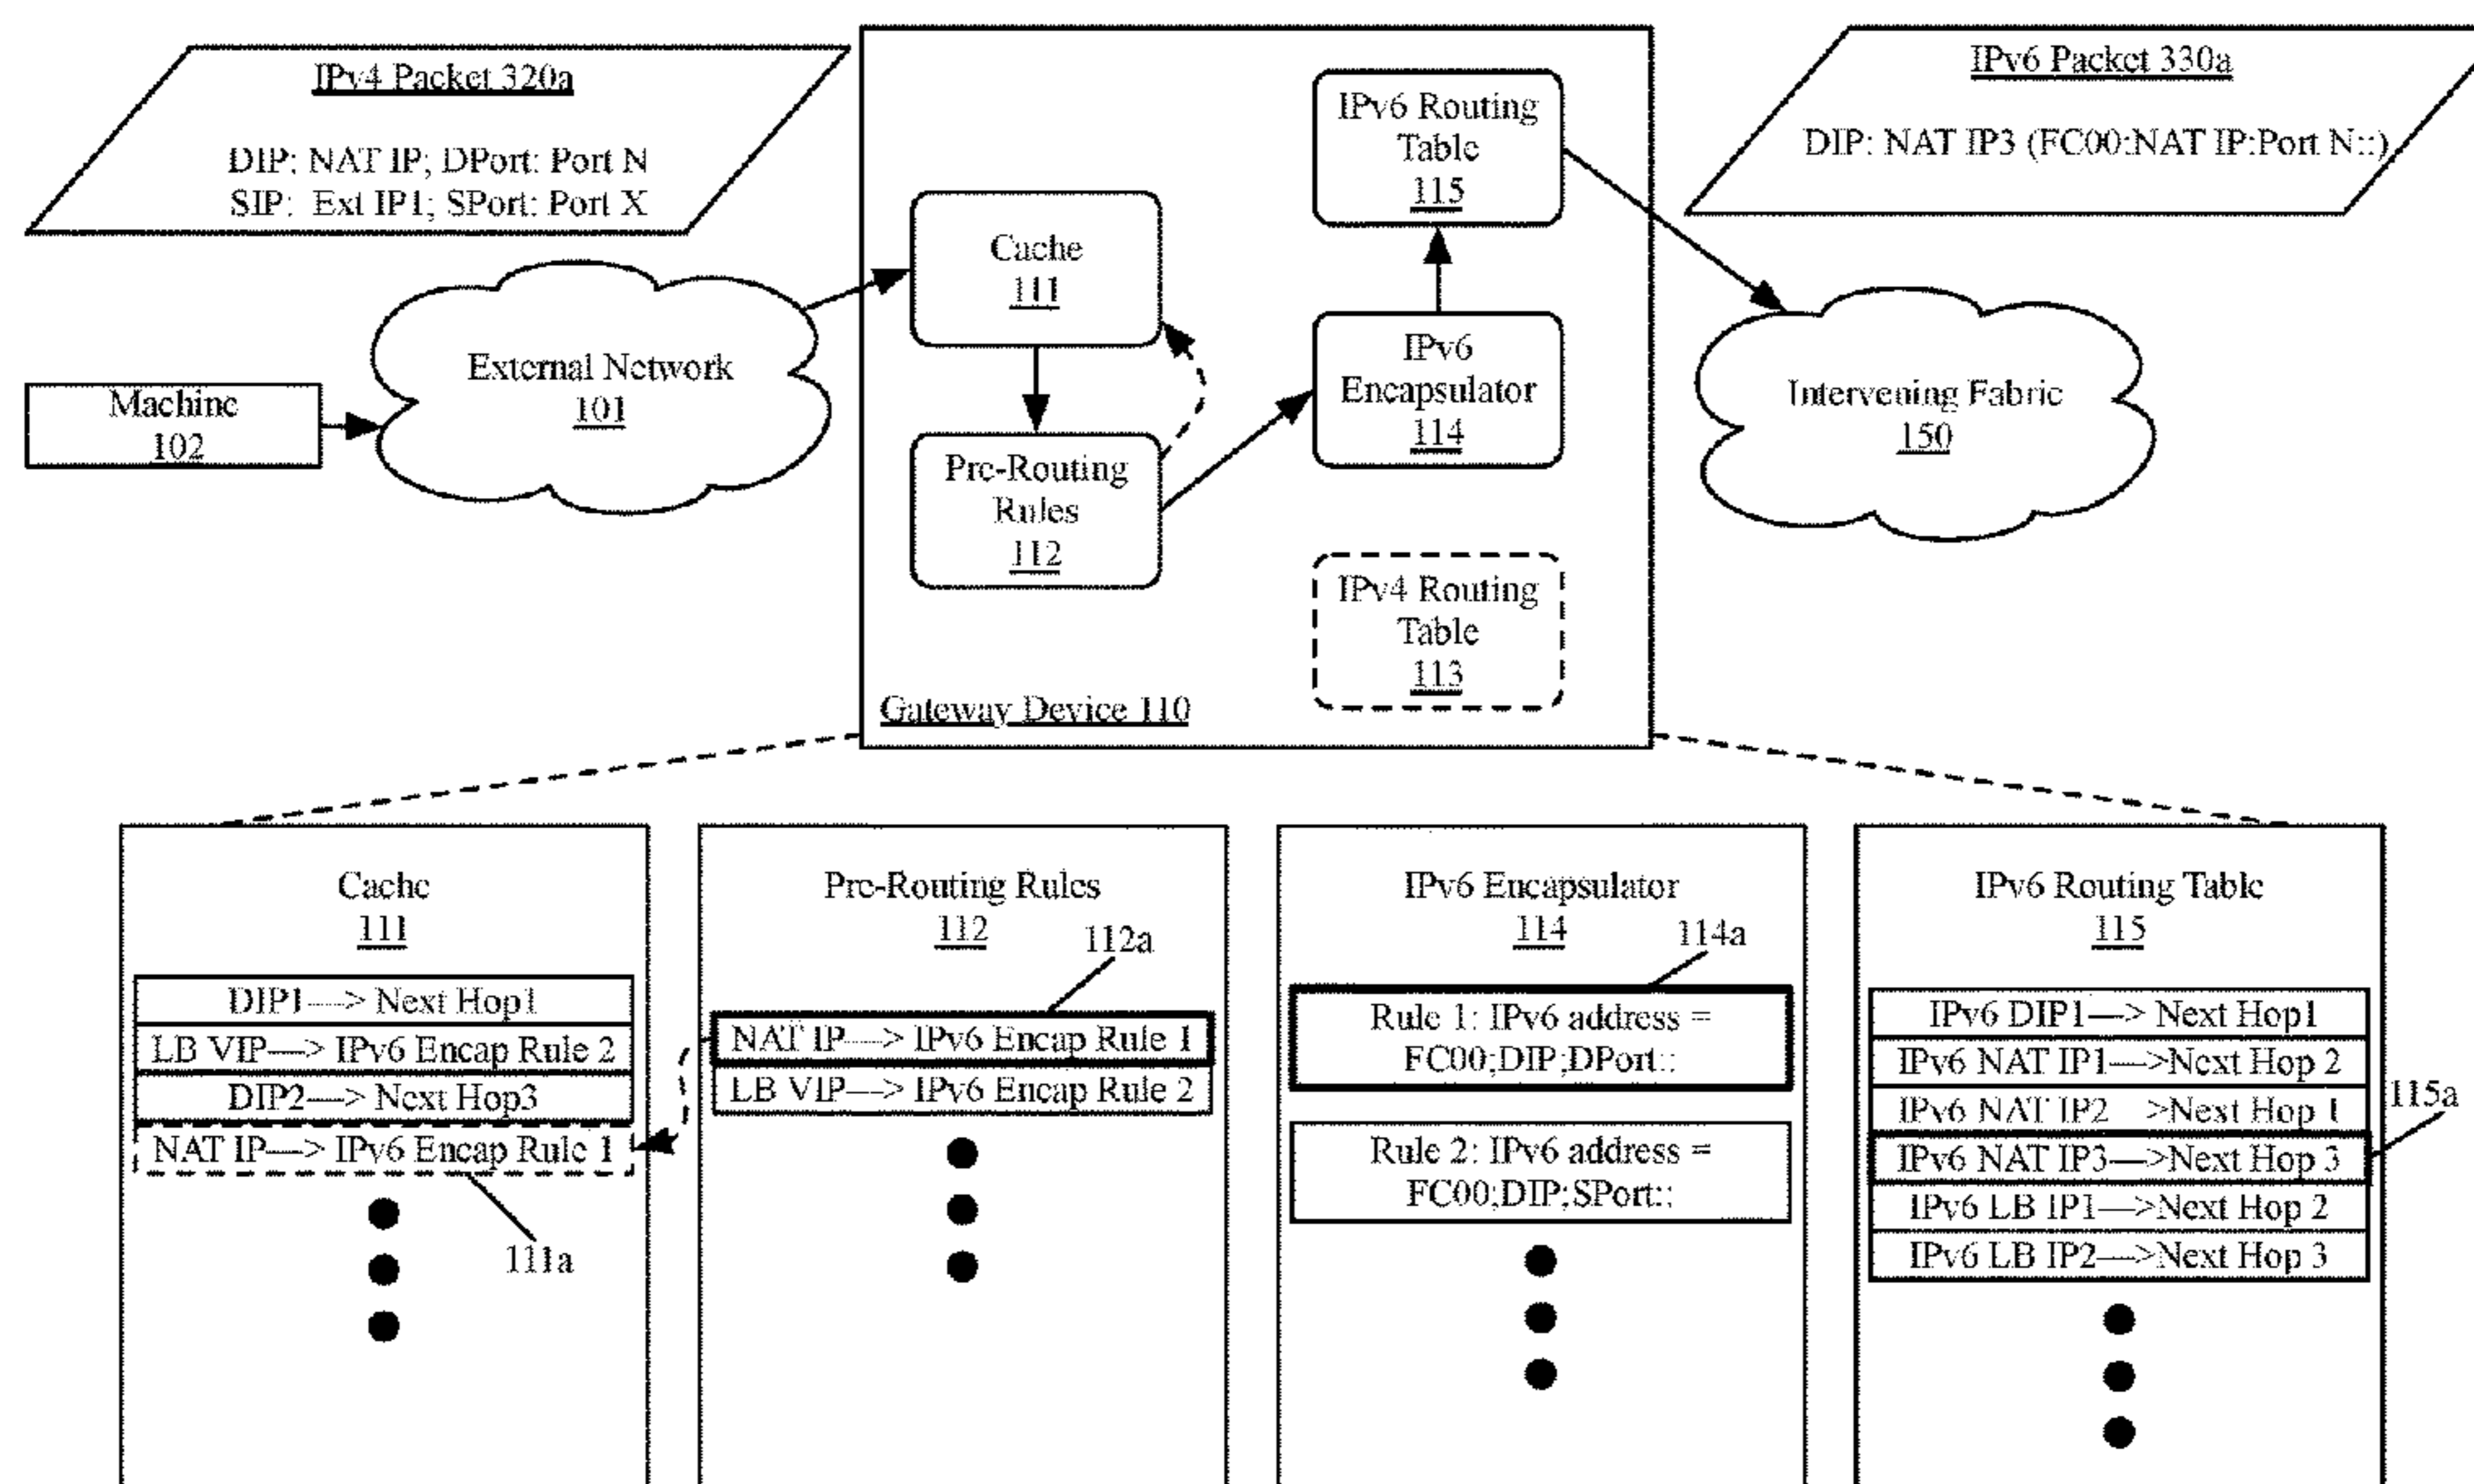 IPv4 Packet 320a
DIP: NAT IP; DPort: Port N
SIP: Ext IP1; SPort: Port X
IPv6 Packet 330a
DIP: NAT IP3 (FC00:NAT IP:Port N::)
Machine
102
External Network
101
Cache
111
Pre-Routing
Rules
112
IPv6 Routing
Table
115
IPv6
Encapsulator
114
IPv4 Routing
Table
113
Gateway Device 110
Intervening Fabric
150
Cache
111
DIP1—> Next Hop1
LB VIP—> IPv6 Encap Rule 2
DIP2—> Next Hop3
NAT IP—> IPv6 Encap Rule 1
111a
Pre-Routing Rules
112
112a
NAT IP—> IPv6 Encap Rule 1
LB VIP—> IPv6 Encap Rule 2
IPv6 Encapsulator
114
114a
Rule 1: IPv6 address =
FC00;DIP;DPort::
Rule 2: IPv6 address =
FC00;DIP;SPort::
IPv6 Routing Table
115
IPv6 DIP1—> Next Hop1
IPv6 NAT IP1—>Next Hop 2
IPv6 NAT IP2—>Next Hop 1
IPv6 NAT IP3—>Next Hop 3
IPv6 LB IP1—>Next Hop 2
IPv6 LB IP2—>Next Hop 3
115a